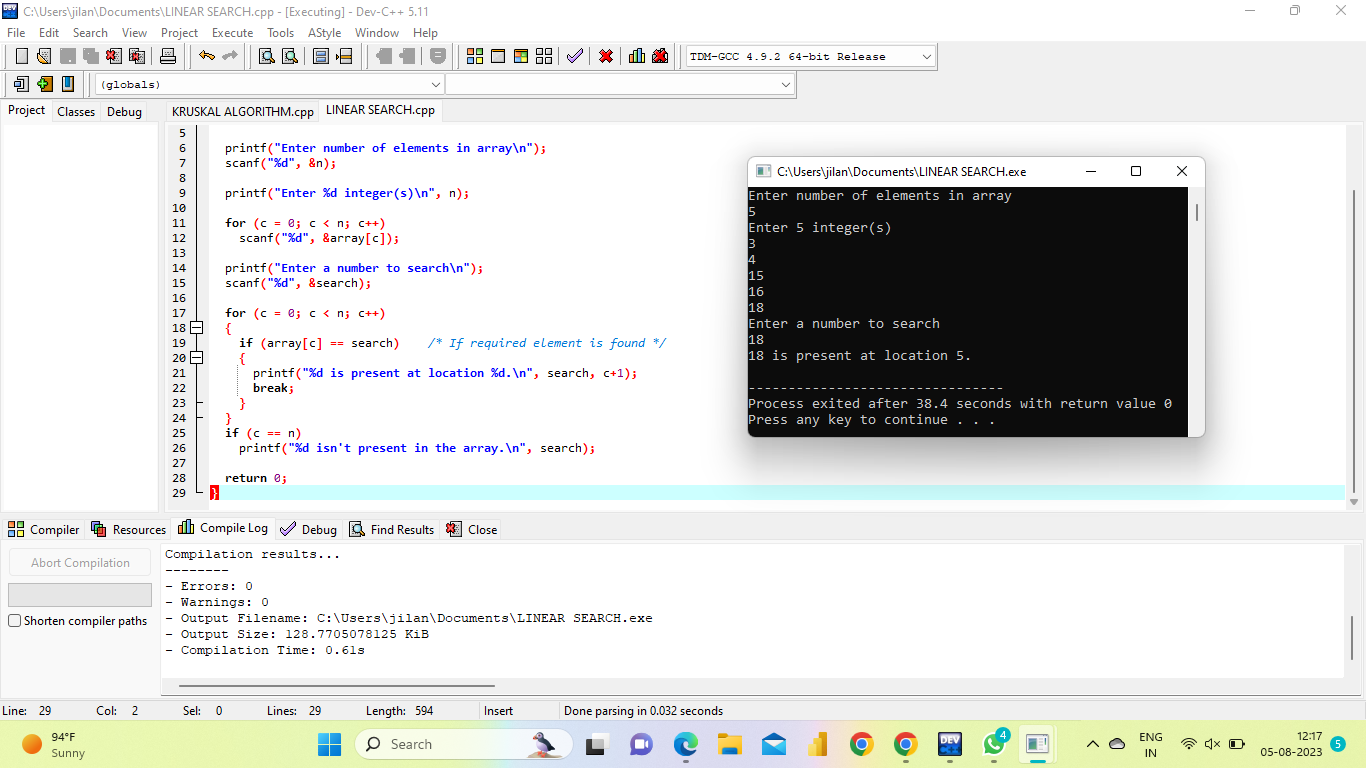 C:\Users\jilan\Documents\LINEAR SEARCH.cpp - [Executing] - Dev-C++ 5.11
File Edit Search View Project Execute Tools AStyle Window Help
TDM-GCC 4.9.2 64-bit Release
(globals)
Project Classes Debug
KRUSKAL ALGORITHM.cpp LINEAR SEARCH.cpp
5
6 printf("Enter number of elements in array\n");
7 scanf("%d", &n);
8
9 printf("Enter %d integer(s)\n", n);
10
11 for (c = 0; c < n; c++)
12 scanf("%d", &array[c]);
13
14 printf("Enter a number to search\n");
15 scanf("%d", &search);
16
17 for (c = 0; c < n; c++)
18 {
19 if (array[c] == search) /* If required element is found */
20 {
21 printf("%d is present at location %d.\n", search, c+1);
22 break;
23 }
24 }
25 if (c == n)
26 printf("%d isn't present in the array.\n", search);
27
28 return 0;
29 }
C:\Users\jilan\Documents\LINEAR SEARCH.exe
Enter number of elements in array
5
Enter 5 integer(s)
3
4
15
16
18
Enter a number to search
18
18 is present at location 5.
--------------------------------
Process exited after 38.4 seconds with return value 0
Press any key to continue . . .
Compiler Resources Compile Log Debug Find Results Close
Abort Compilation
Shorten compiler paths
Compilation results...
--------
- Errors: 0
- Warnings: 0
- Output Filename: C:\Users\jilan\Documents\LINEAR SEARCH.exe
- Output Size: 128.7705078125 KiB
- Compilation Time: 0.61s
Line: 29 Col: 2 Sel: 0 Lines: 29 Length: 594 Insert Done parsing in 0.032 seconds
94°F
Sunny
Search
DEV
4
ENG
IN
12:17
05-08-2023
5